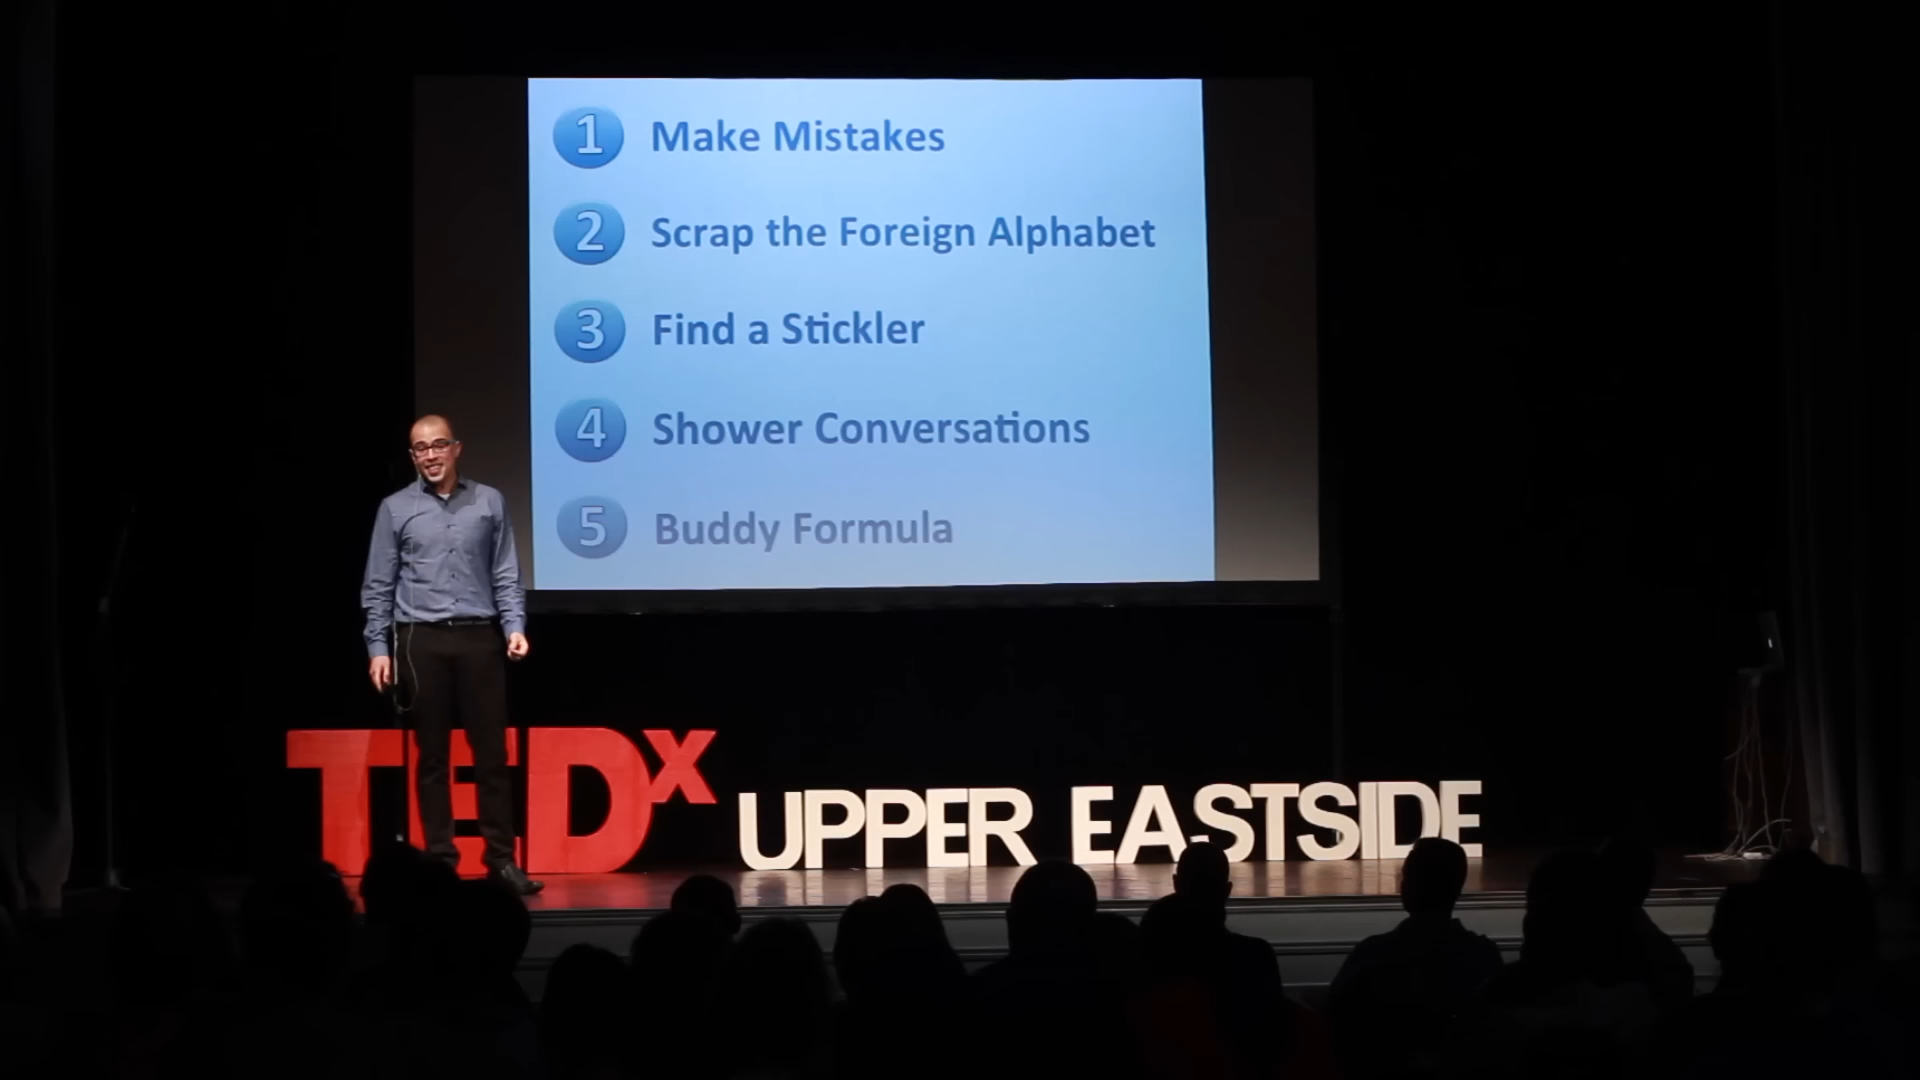 1 Make Mistakes
2 Scrap the Foreign Alphabet
3 Find a Stickler
4 Shower Conversations
5 Buddy Formula
TEDx UPPER EASTSIDE